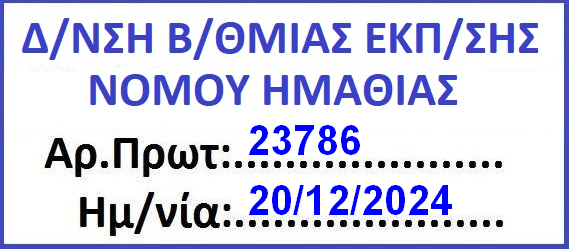 Δ/ΝΣΗ Β/ΘΜΙΑΣ ΕΚΠ/ΣΗΣ
ΝΟΜΟΥ ΗΜΑΘΙΑΣ
Αρ.Πρωτ:.23786......................
Ημ/νία:.20/12/2024......................